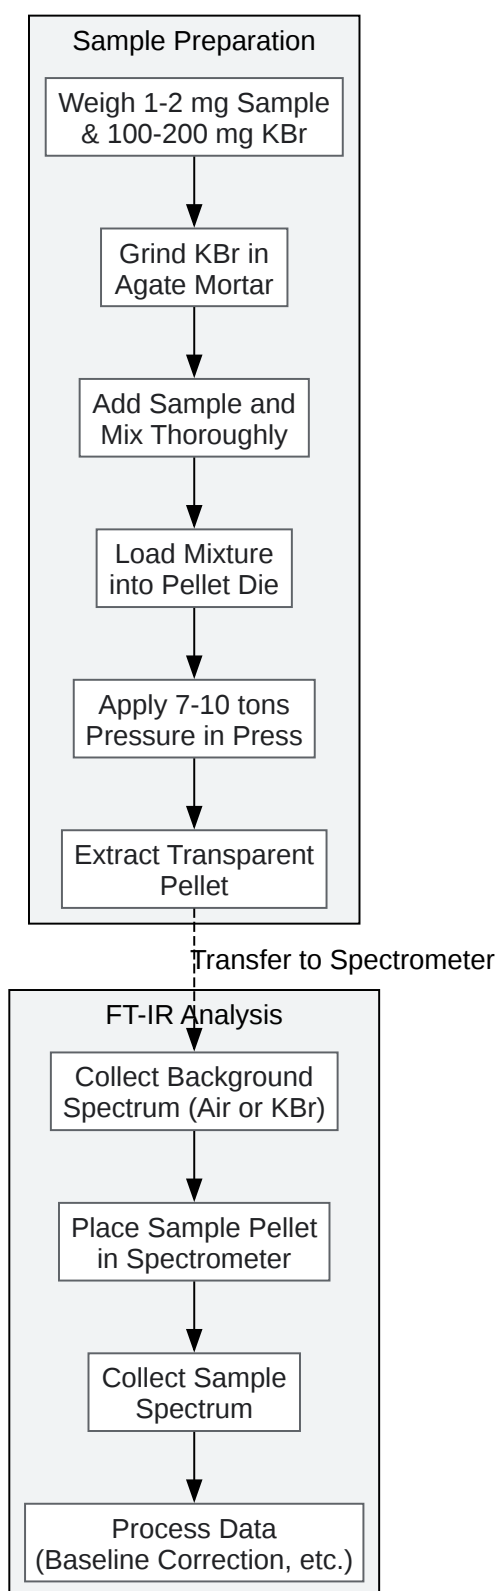 Sample Preparation
Weigh 1-2 mg Sample
& 100-200 mg KBr
Grind KBr in
Agate Mortar
Add Sample and
Mix Thoroughly
Load Mixture
into Pellet Die
Apply 7-10 tons
Pressure in Press
Extract Transparent
Pellet
Transfer to Spectrometer
FT-IR Analysis
Collect Background
Spectrum (Air or KBr)
Place Sample Pellet
in Spectrometer
Collect Sample
Spectrum
Process Data
(Baseline Correction, etc.)